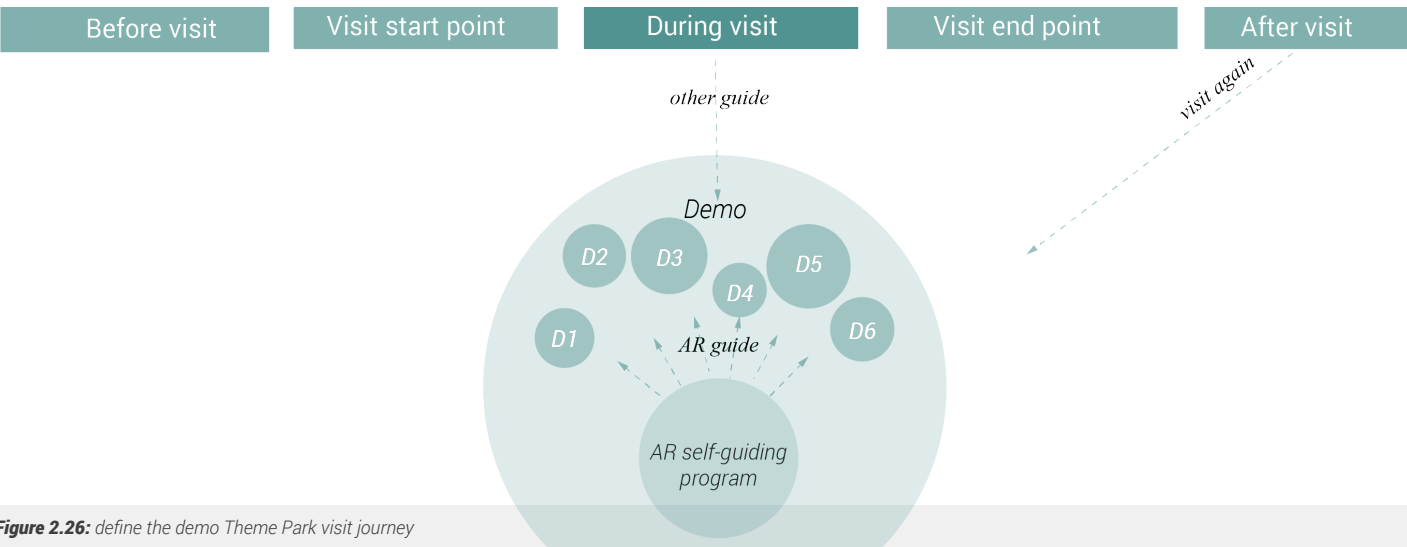 Before visit
Visit start point
During visit
Visit end point
After visit
other guide
visit again
Demo
D1
D2
D3
D4
D5
D6
AR guide
AR self-guiding
program
Figure 2.26: define the demo Theme Park visit journey